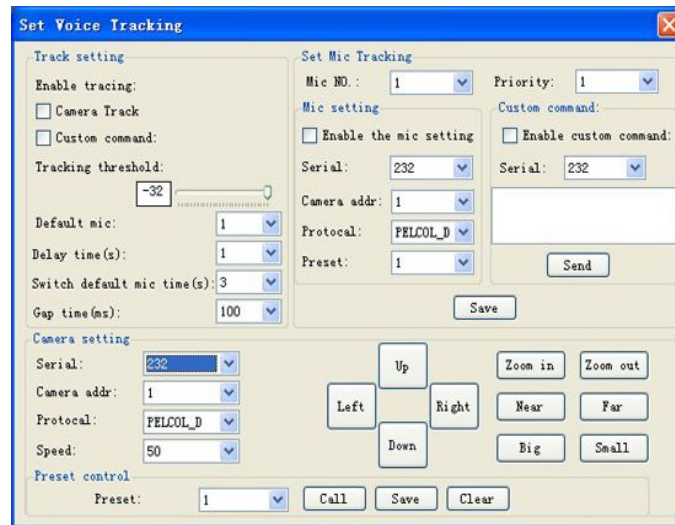 Set Voice Tracking
Track setting
Enable tracing:
Camera Track
Custom command:
Tracking threshold:
-32
Default mic: 1
Delay time(s): 1
Switch default mic time(s): 3
Gap time(ms): 100
Set Mic Tracking
Mic NO.: 1 Priority: 1
Mic setting
Enable the mic setting
Serial: 232
Camera addr: 1
Protocal: PELCOL_D
Preset: 1
Custom command:
Enable custom command:
Serial: 232
Send
Save
Camera setting
Serial: 232
Camera addr: 1
Protocal: PELCOL_D
Speed: 50
Up
Left Right
Down
Zoom in Zoom out
Near Far
Big Small
Preset control
Preset: 1 Call Save Clear